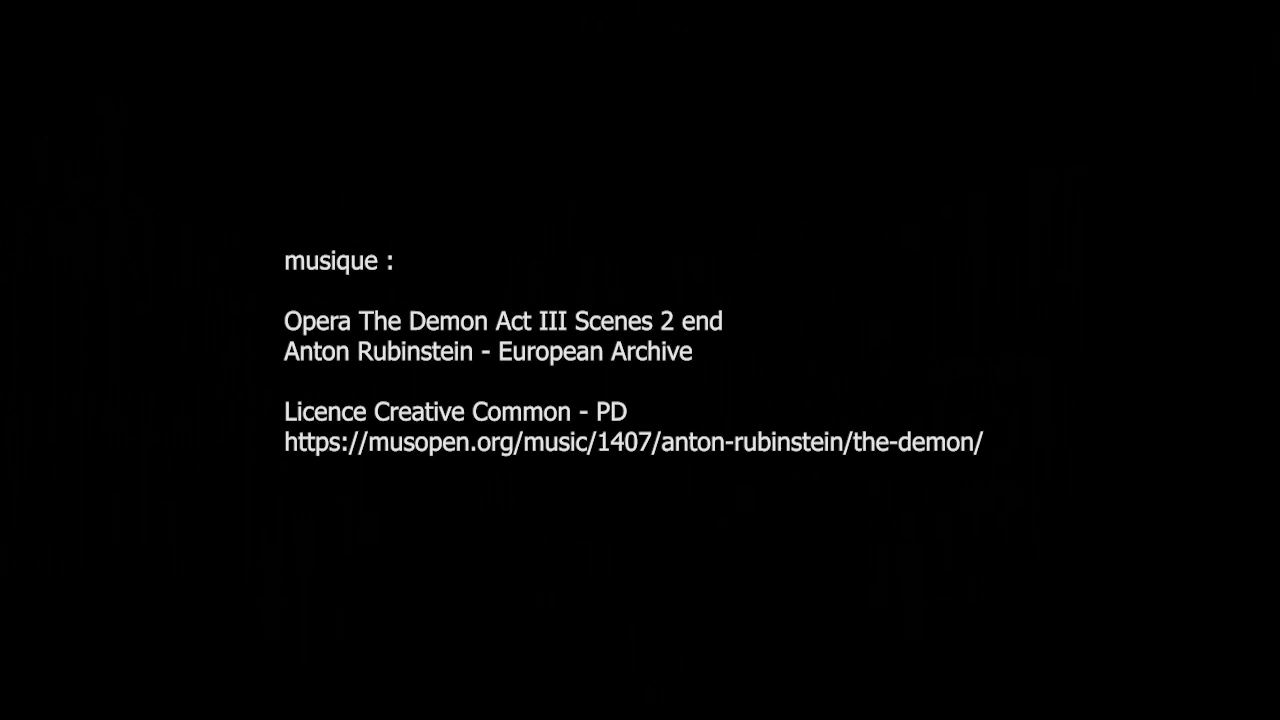 musique :
Opera The Demon Act III Scenes 2 end
Anton Rubinstein - European Archive
Licence Creative Common - PD
https://musopen.org/music/1407/anton-rubinstein/the-demon/